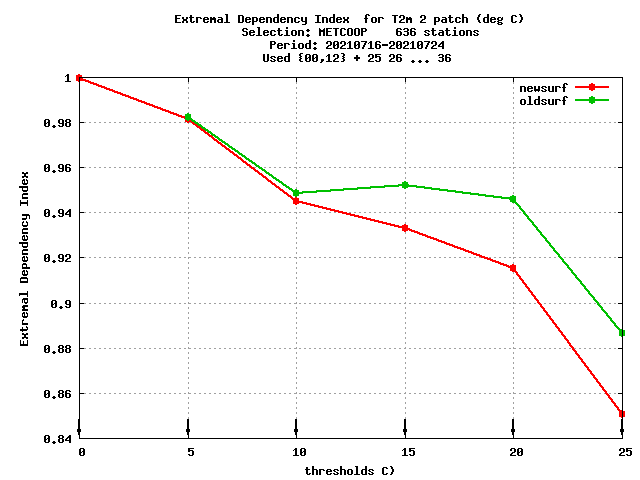 Extremal Dependency Index  for T2m 2 patch (deg C)
Selection: METCOOP    636 stations
Period: 20210716-20210724
Used {00,12} + 25 26 ... 36
newsurf
oldsurf
Extremal Dependency Index
1
0.98
0.96
0.94
0.92
0.9
0.88
0.86
0.84
0 5 10 15 20 25
thresholds C)